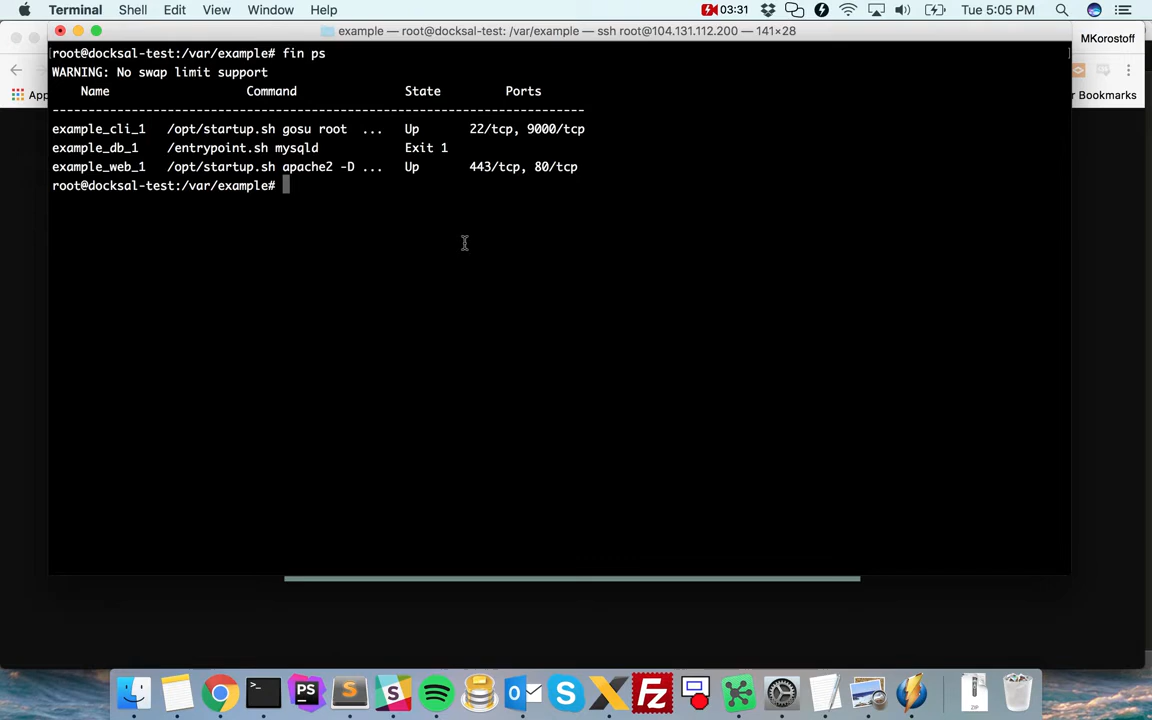 Terminal Shell Edit View Window Help 03:31 Tue 5:05 PM
example — root@docksal-test: /var/example — ssh root@104.131.112.200 — 141×28
MKorostoff
App
r Bookmarks
[root@docksal-test:/var/example# fin ps ]
WARNING: No swap limit support
Name Command State Ports
--------------------------------------------------------------------------
example_cli_1 /opt/startup.sh gosu root ... Up 22/tcp, 9000/tcp
example_db_1 /entrypoint.sh mysqld Exit 1
example_web_1 /opt/startup.sh apache2 -D ... Up 443/tcp, 80/tcp
root@docksal-test:/var/example#
>_
PS
S
O
S
X
Fz
ZIP